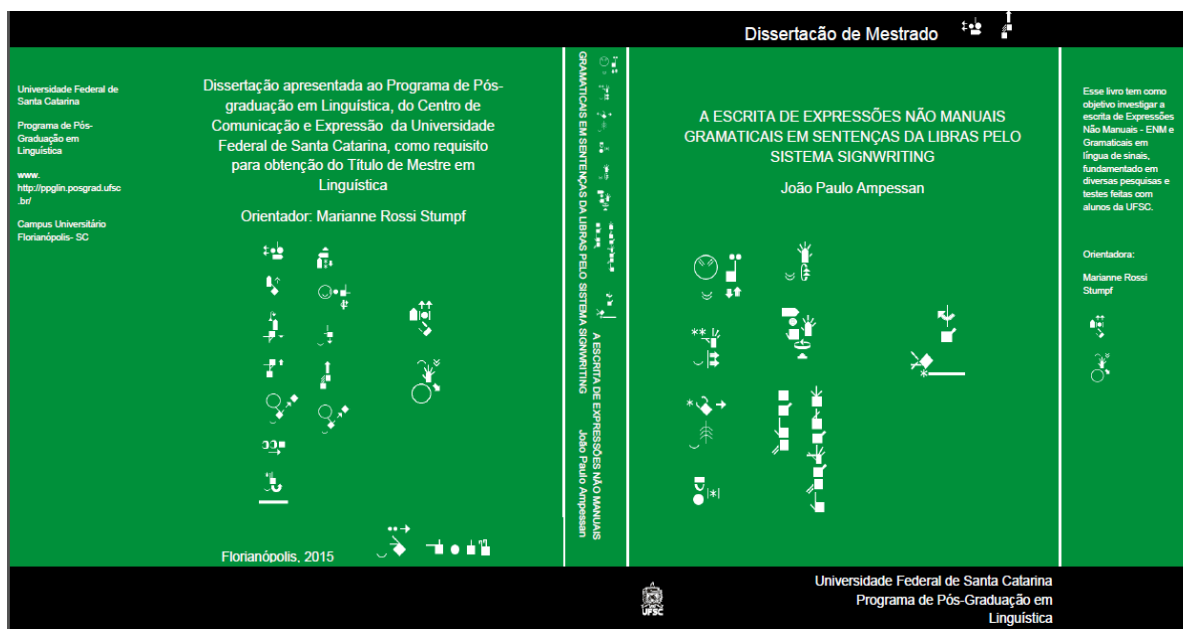 Dissertacão de Mestrado
Universidade Federal de
Santa Catarina
Programa de Pós-
Graduação em
Linguística
www.
http://ppglin.posgrad.ufsc
.br/
Campus Universitário
Florianópolis- SC
Dissertação apresentada ao Programa de Pós-
graduação em Linguística, do Centro de
Comunicação e Expressão da Universidade
Federal de Santa Catarina, como requisito
para obtenção do Título de Mestre em
Linguística
Orientador: Marianne Rossi Stumpf
Florianópolis, 2015
A ESCRITA DE EXPRESSÕES NÃO MANUAIS
GRAMATICAIS EM SENTENÇAS DA LIBRAS PELO SISTEMA SIGNWRITING
João Paulo Ampessan
A ESCRITA DE EXPRESSÕES NÃO MANUAIS
GRAMATICAIS EM SENTENÇAS DA LIBRAS PELO
SISTEMA SIGNWRITING
João Paulo Ampessan
Esse livro tem como
objetivo investigar a
escrita de Expressões
Não Manuais - ENM e
Gramaticais em
língua de sinais,
fundamentado em
diversas pesquisas e
testes feitas com
alunos da UFSC.
Orientadora:
Marianne Rossi
Stumpf
UFSC
Universidade Federal de Santa Catarina
Programa de Pós-Graduação em
Linguística